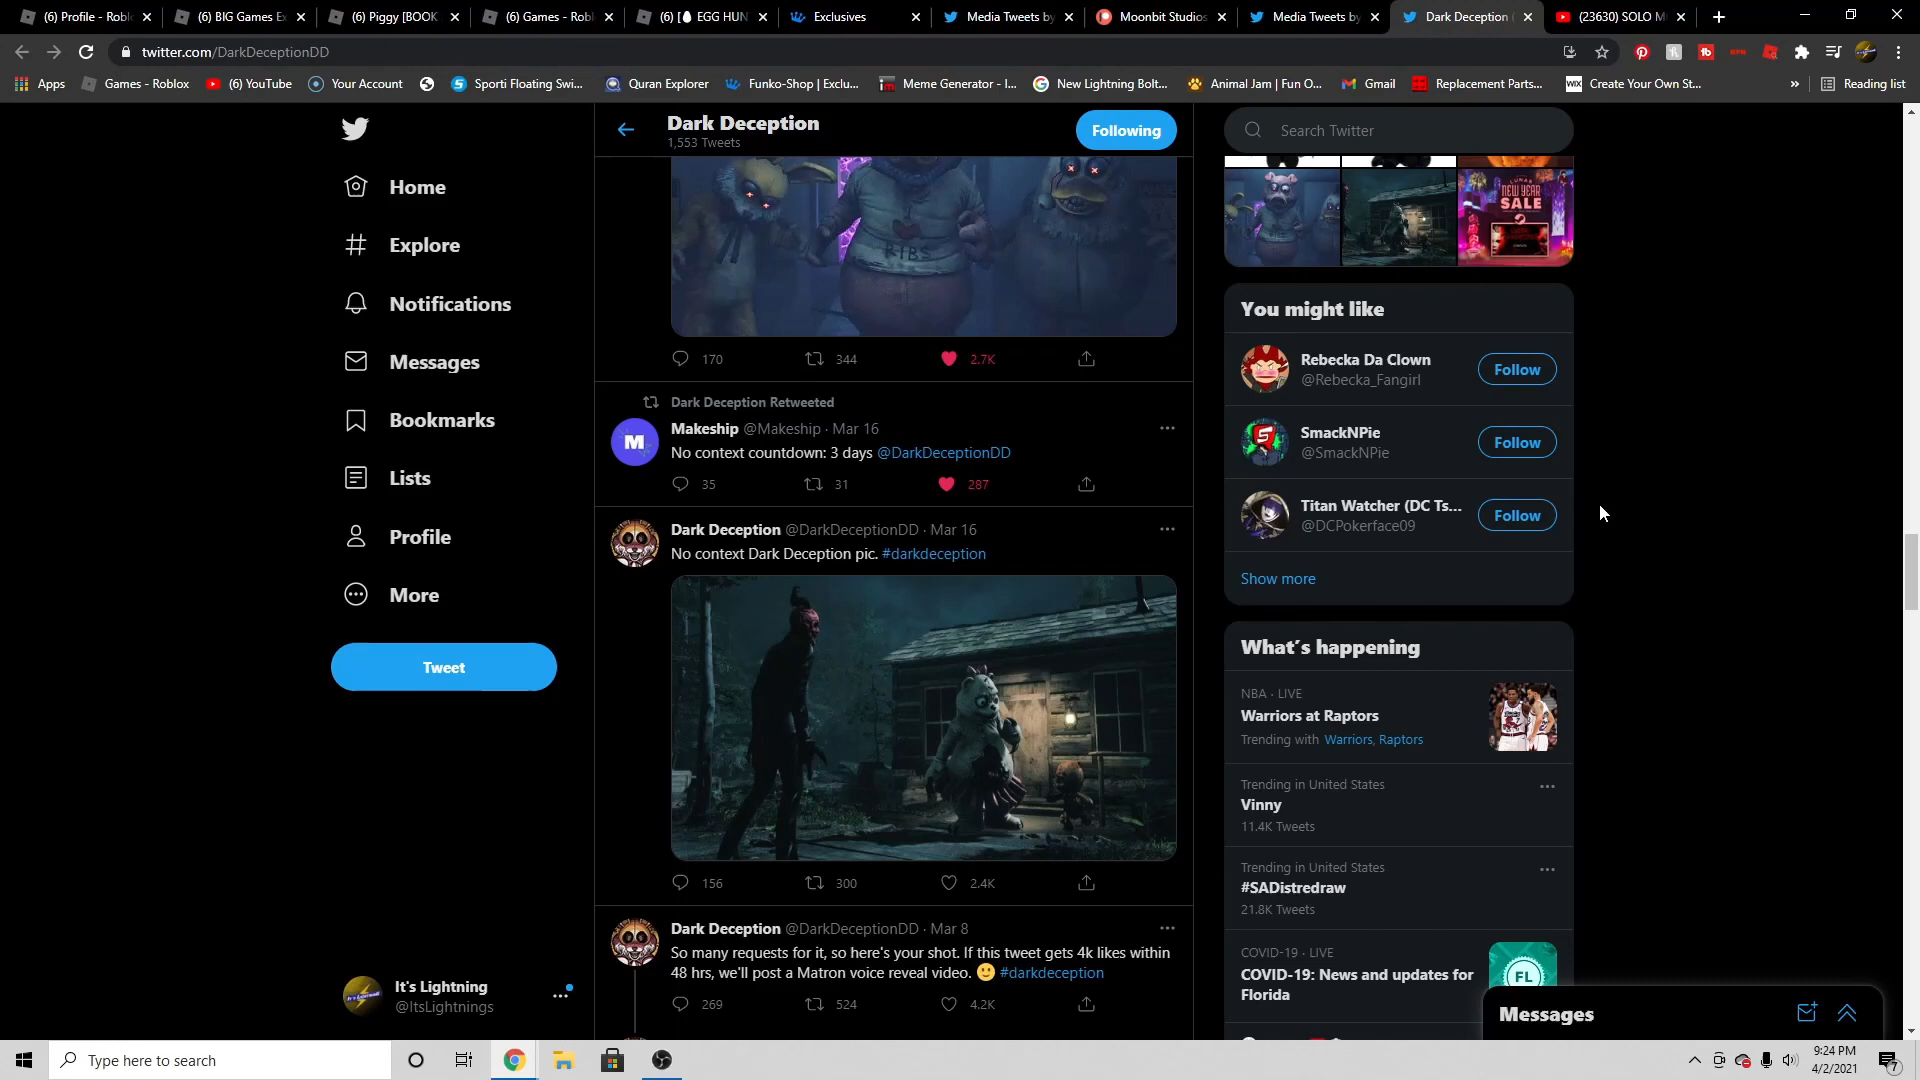 (6) Profile - Roblo
(6) BIG Games Ex
(6) Piggy [BOOK
(6) Games - Robl
(6) [🥚 EGG HUN
Exclusives
Media Tweets by
Moonbit Studios
Media Tweets by
Dark Deception (
(23630) SOLO M
twitter.com/DarkDeceptionDD
Apps
Games - Roblox
(6) YouTube
Your Account
Sporti Floating Swi...
Quran Explorer
Funko-Shop | Exclu...
Meme Generator - I...
New Lightning Bolt...
Animal Jam | Fun O...
Gmail
Replacement Parts...
WIX
Create Your Own St...
»
Reading list
Home
Explore
Notifications
Messages
Bookmarks
Lists
Profile
More
Tweet
It's Lightning
@ItsLightnings
Dark Deception
1,553 Tweets
Following
RIBS
170
344
2.7K
Dark Deception Retweeted
M
Makeship @Makeship · Mar 16
No context countdown: 3 days @DarkDeceptionDD
35
31
287
Dark Deception @DarkDeceptionDD · Mar 16
No context Dark Deception pic. #darkdeception
156
300
2.4K
Dark Deception @DarkDeceptionDD · Mar 8
So many requests for it, so here's your shot. If this tweet gets 4k likes within
48 hrs, we'll post a Matron voice reveal video. 🙂 #darkdeception
269
524
4.2K
Search Twitter
NEW YEAR
SALE
You might like
Rebecka Da Clown
@Rebecka_Fangirl
Follow
SmackNPie
@SmackNPie
Follow
Titan Watcher (DC Ts...
@DCPokerface09
Follow
Show more
What's happening
NBA · LIVE
Warriors at Raptors
Trending with Warriors, Raptors
Trending in United States
Vinny
11.4K Tweets
Trending in United States
#SADistredraw
21.8K Tweets
COVID-19 · LIVE
COVID-19: News and updates for
Florida
FL
Messages
Type here to search
9:24 PM
4/2/2021
7